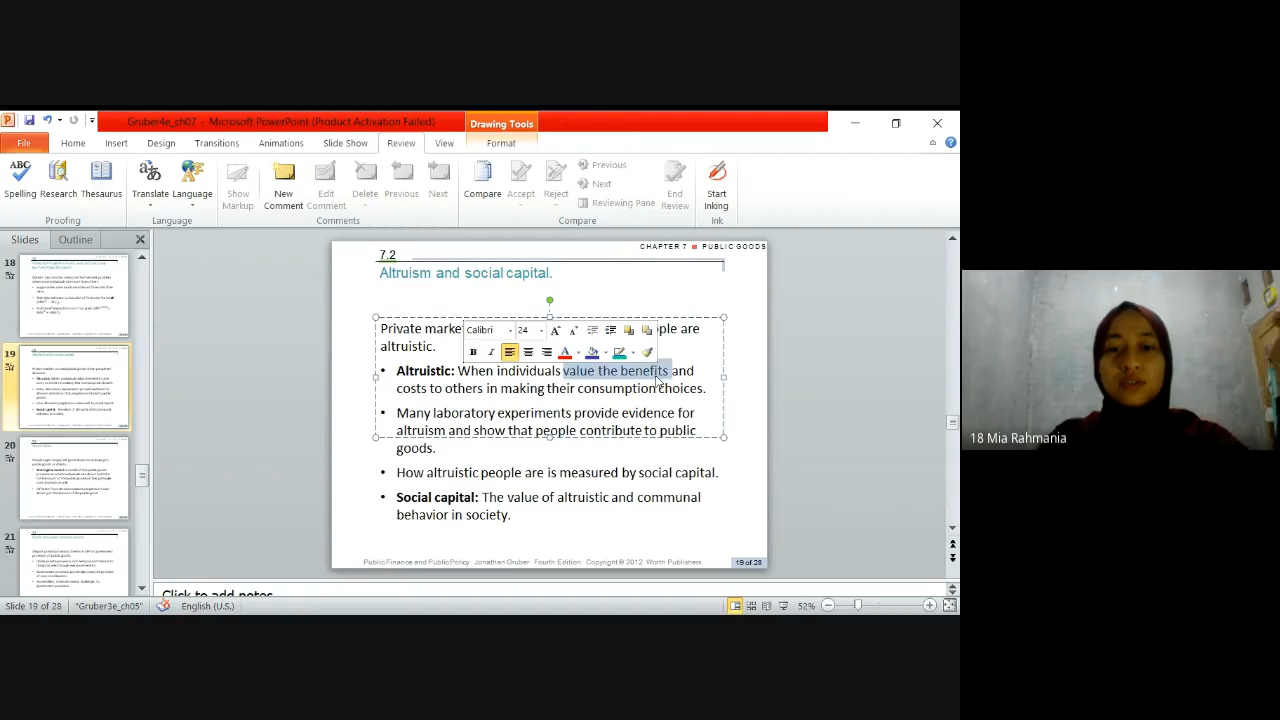 Gruber4e_ch07 - Microsoft PowerPoint (Product Activation Failed)
Drawing Tools
File Home Insert Design Transitions Animations Slide Show Review View Format
ABC
Spelling Research Thesaurus
Translate Language
Show Markup
New Comment
Edit Comment
Delete
Previous
Next
Compare
Accept
Reject
Previous
Next
Reviewing Pane
End Review
Start Inking
Proofing Language Comments Compare Ink
Slides Outline
18
19
20
21
CHAPTER 7 ■ PUBLIC GOODS
7.2
Altruism and social capital.
Private ple are
altruistic.
Calibri 24
B
• Altruistic: When individuals value the benefits and
costs to others in making their consumption choices.
• Many laboratory experiments provide evidence for
altruism and show that people contribute to public
goods.
• How altruistic people are is measured by social capital.
• Social capital: The value of altruistic and communal
behavior in society.
Public Finance and Public Policy Jonathan Gruber Fourth Edition Copyright © 2012 Worth Publishers
19 of 28
Click to add notes
Slide 19 of 28 "Gruber3e_ch05" English (U.S.) 52%
18 Mia Rahmania